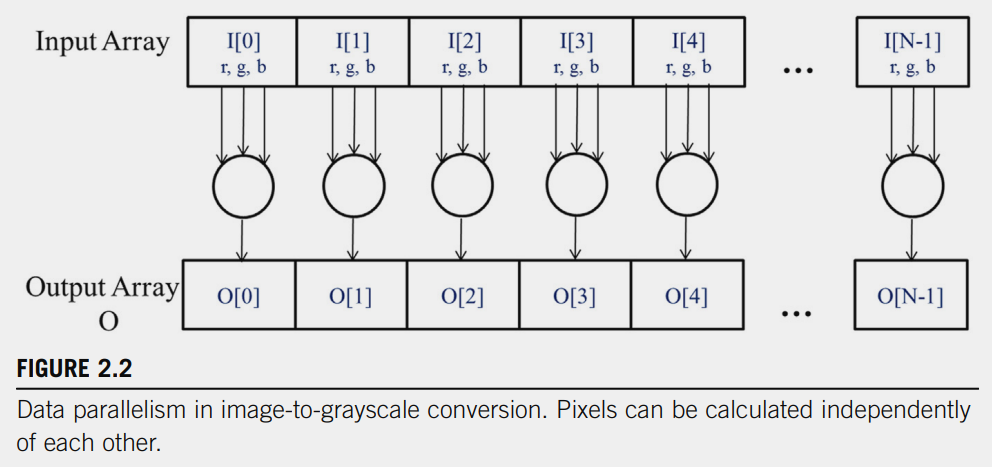 Input Array
I[0] I[1] I[2] I[3] I[4] ... I[N-1]
r, g, b r, g, b r, g, b r, g, b r, g, b r, g, b
Output Array
O[0] O[1] O[2] O[3] O[4] ... O[N-1]
O
FIGURE 2.2
Data parallelism in image-to-grayscale conversion. Pixels can be calculated independently
of each other.